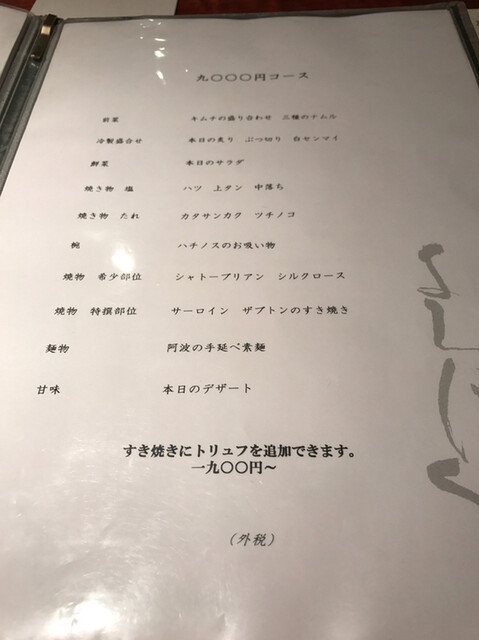 九〇〇〇円コース
前菜 キムチの盛り合わせ 三種のナムル
冷製盛合せ 本日の炙り ぶつ切り 白センマイ
鮮菜 本日のサラダ
焼き物 塩 ハツ 上タン 中落ち
焼き物 たれ カタサンカク ツチノコ
椀 ハチノスのお吸い物
焼物 希少部位 シャトーブリアン シルクロース
焼物 特撰部位 サーロイン ザブトンのすき焼き
麺物 阿波の手延べ素麺
甘味 本日のデザート
すき焼きにトリュフを追加できます。
一九〇〇円～
（外税）